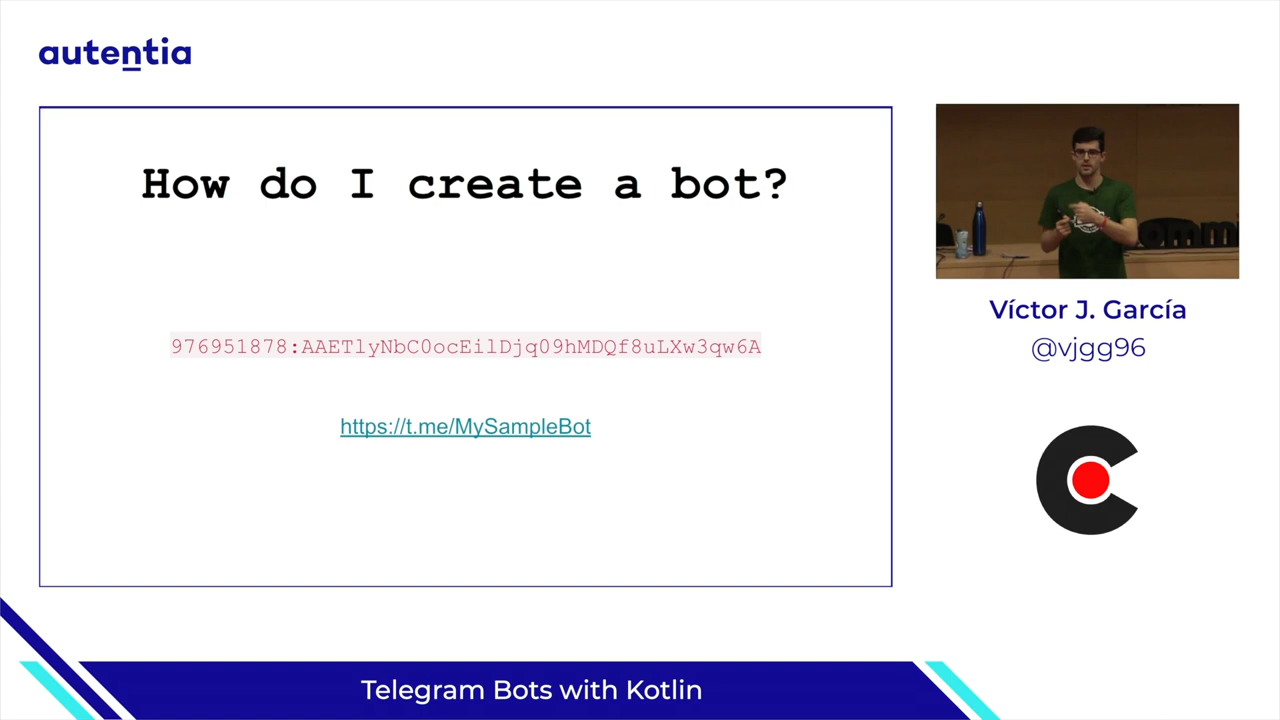 autentia
How do I create a bot?
976951878:AAETlyNbC0ocEilDjq09hMDQf8uLXw3qw6A
https://t.me/MySampleBot
Víctor J. García
@vjgg96
Telegram Bots with Kotlin